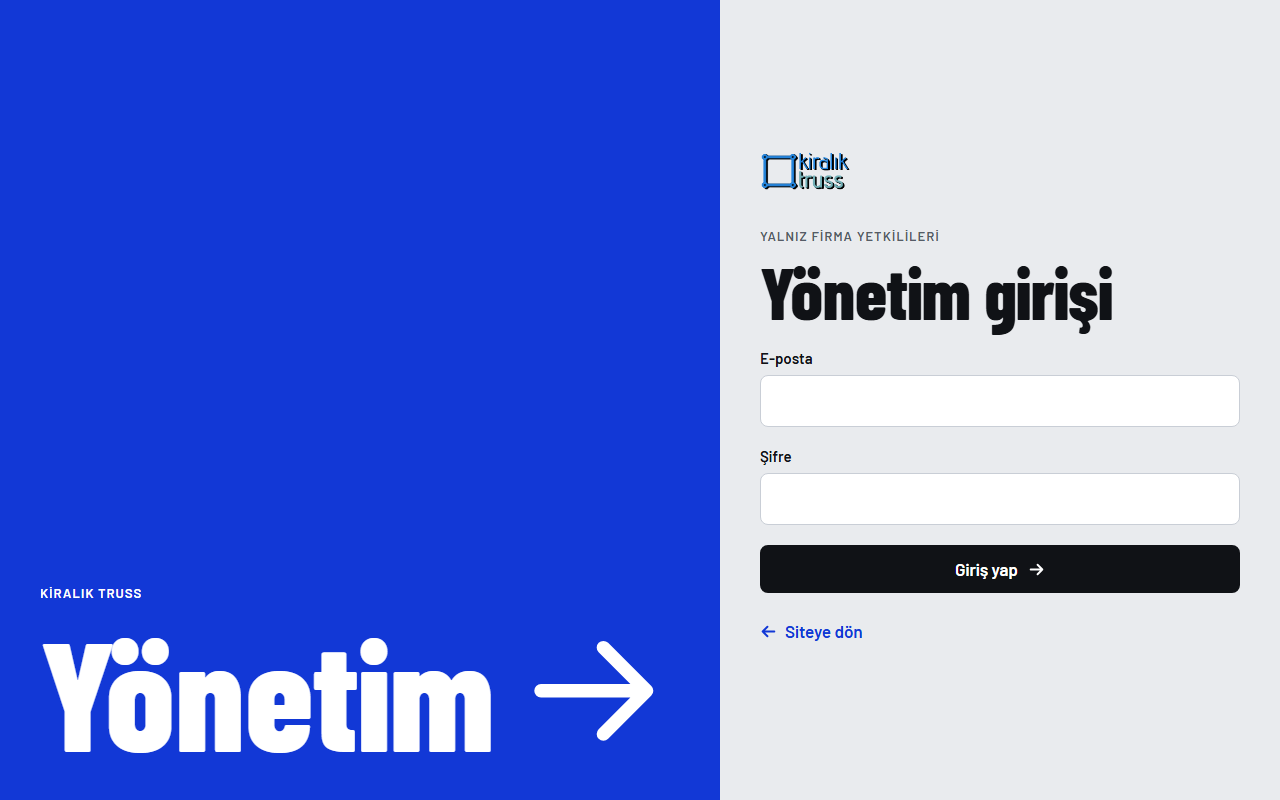 KİRALIK TRUSS
Yönetim
kiralık
truss
YALNIZ FİRMA YETKİLİLERİ
Yönetim girişi
E-posta
Şifre
Giriş yap
Siteye dön